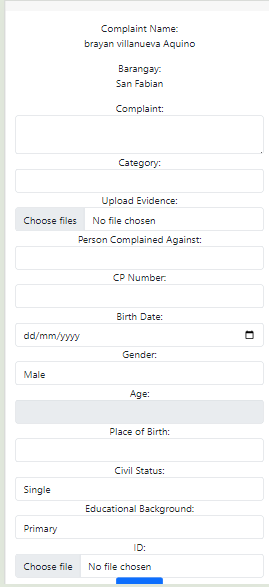 Complaint Name:
brayan villanueva Aquino
Barangay:
San Fabian
Complaint:
Category:
Upload Evidence:
Choose files No file chosen
Person Complained Against:
CP Number:
Birth Date:
dd/mm/yyyy
Gender:
Male
Age:
Place of Birth:
Civil Status:
Single
Educational Background:
Primary
ID:
Choose file No file chosen